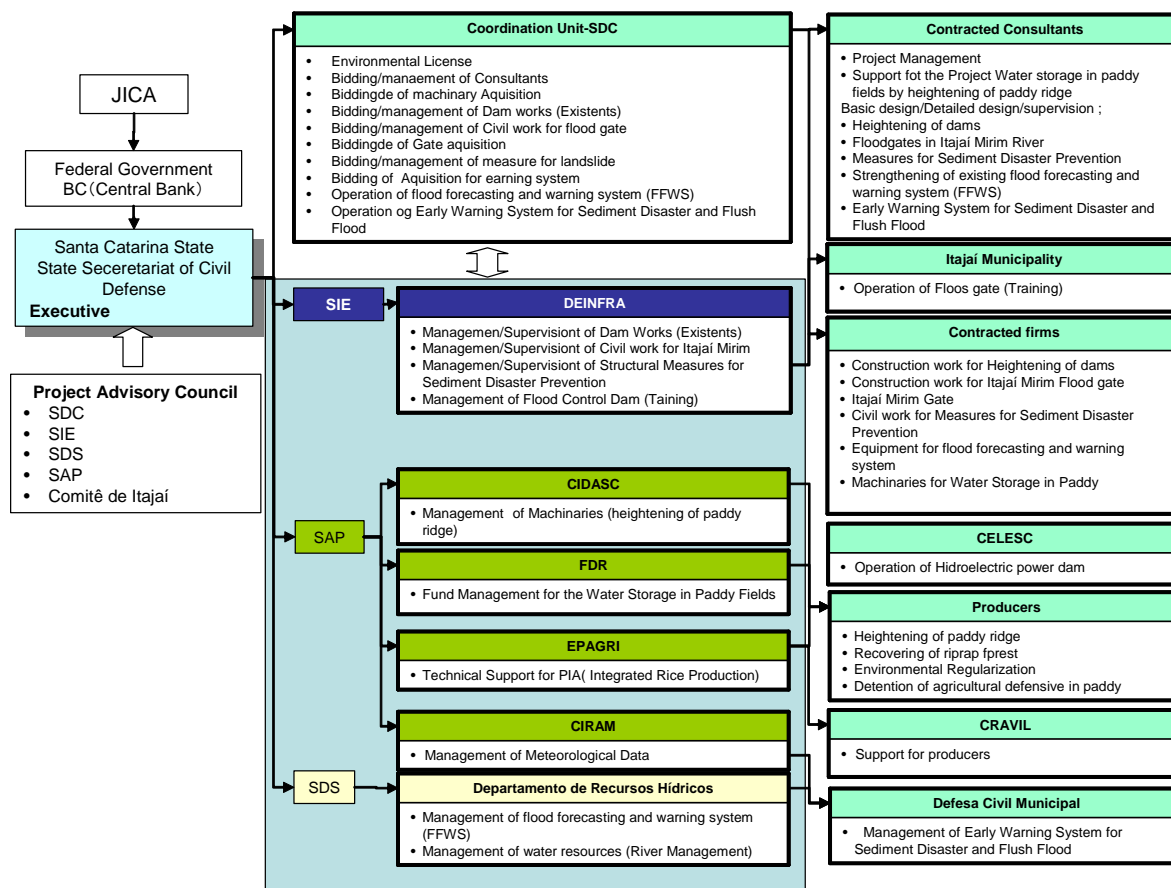 JICA
Federal Government
BC(Central Bank)
Santa Catarina State
State Seceretariat of Civil
Defense
Executive
Project Advisory Council
• SDC
• SIE
• SDS
• SAP
• Comitê de Itajaí
Coordination Unit-SDC
• Environmental License
• Bidding/manaement of Consultants
• Biddingde of machinary Aquisition
• Bidding/management of Dam works (Existents)
• Bidding/management of Civil work for flood gate
• Biddingde of Gate aquisition
• Bidding/management of measure for landslide
• Bidding of Aquisition for earning system
• Operation of flood forecasting and warning system (FFWS)
• Operation og Early Warning System for Sediment Disaster and Flush
Flood
SIE
DEINFRA
• Managemen/Supervisiont of Dam Works (Existents)
• Managemen/Supervisiont of Civil work for Itajaí Mirim
• Managemen/Supervisiont of Structural Measures for
Sediment Disaster Prevention
• Management of Flood Control Dam (Taining)
SAP
CIDASC
• Management of Machinaries (heightening of paddy
ridge)
FDR
• Fund Management for the Water Storage in Paddy Fields
EPAGRI
• Technical Support for PIA( Integrated Rice Production)
CIRAM
• Management of Meteorological Data
SDS
Departamento de Recursos Hídricos
• Management of flood forecasting and warning system
(FFWS)
• Management of water resources (River Management)
Contracted Consultants
• Project Management
• Support fot the Project Water storage in paddy
fields by heightening of paddy ridge
Basic design/Detailed design/supervision ;
• Heightening of dams
• Floodgates in Itajaí Mirim River
• Measures for Sediment Disaster Prevention
• Strengthening of existing flood forecasting and
warning system (FFWS)
• Early Warning System for Sediment Disaster and
Flush Flood
Itajaí Municipality
• Operation of Floos gate (Training)
Contracted firms
• Construction work for Heightening of dams
• Construction work for Itajaí Mirim Flood gate
• Itajaí Mirim Gate
• Civil work for Measures for Sediment Disaster
Prevention
• Equipment for flood forecasting and warning
system
• Machinaries for Water Storage in Paddy
CELESC
• Operation of Hidroelectric power dam
Producers
• Heightening of paddy ridge
• Recovering of riprap fprest
• Environmental Regularization
• Detention of agricultural defensive in paddy
CRAVIL
• Support for producers
Defesa Civil Municipal
• Management of Early Warning System for
Sediment Disaster and Flush Flood